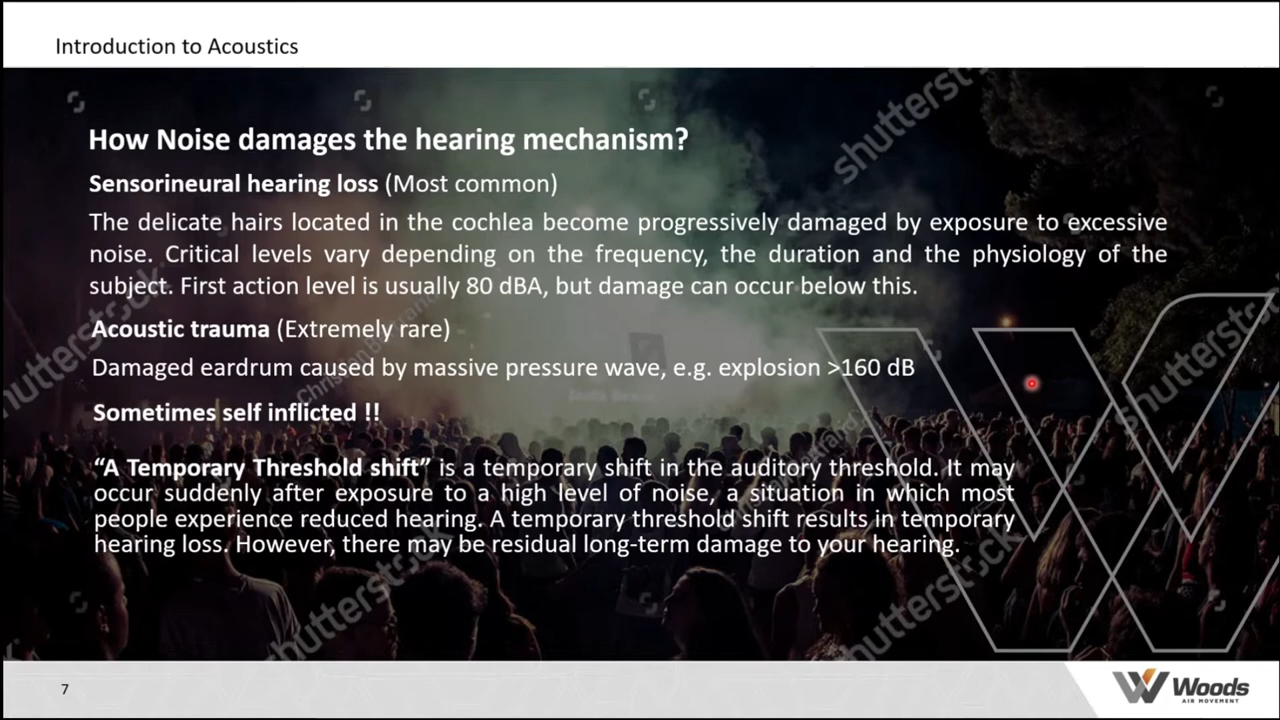 Introduction to Acoustics
How Noise damages the hearing mechanism?
Sensorineural hearing loss (Most common)
The delicate hairs located in the cochlea become progressively damaged by exposure to excessive
noise. Critical levels vary depending on the frequency, the duration and the physiology of the
subject. First action level is usually 80 dBA, but damage can occur below this.
Acoustic trauma (Extremely rare)
Damaged eardrum caused by massive pressure wave, e.g. explosion >160 dB
Sometimes self inflicted !!
“A Temporary Threshold shift” is a temporary shift in the auditory threshold. It may
occur suddenly after exposure to a high level of noise, a situation in which most
people experience reduced hearing. A temporary threshold shift results in temporary
hearing loss. However, there may be residual long-term damage to your hearing.
shutterstock
shutterstock
shutterstock
shutterstock
shutterstock
7
Woods
AIR MOVEMENT